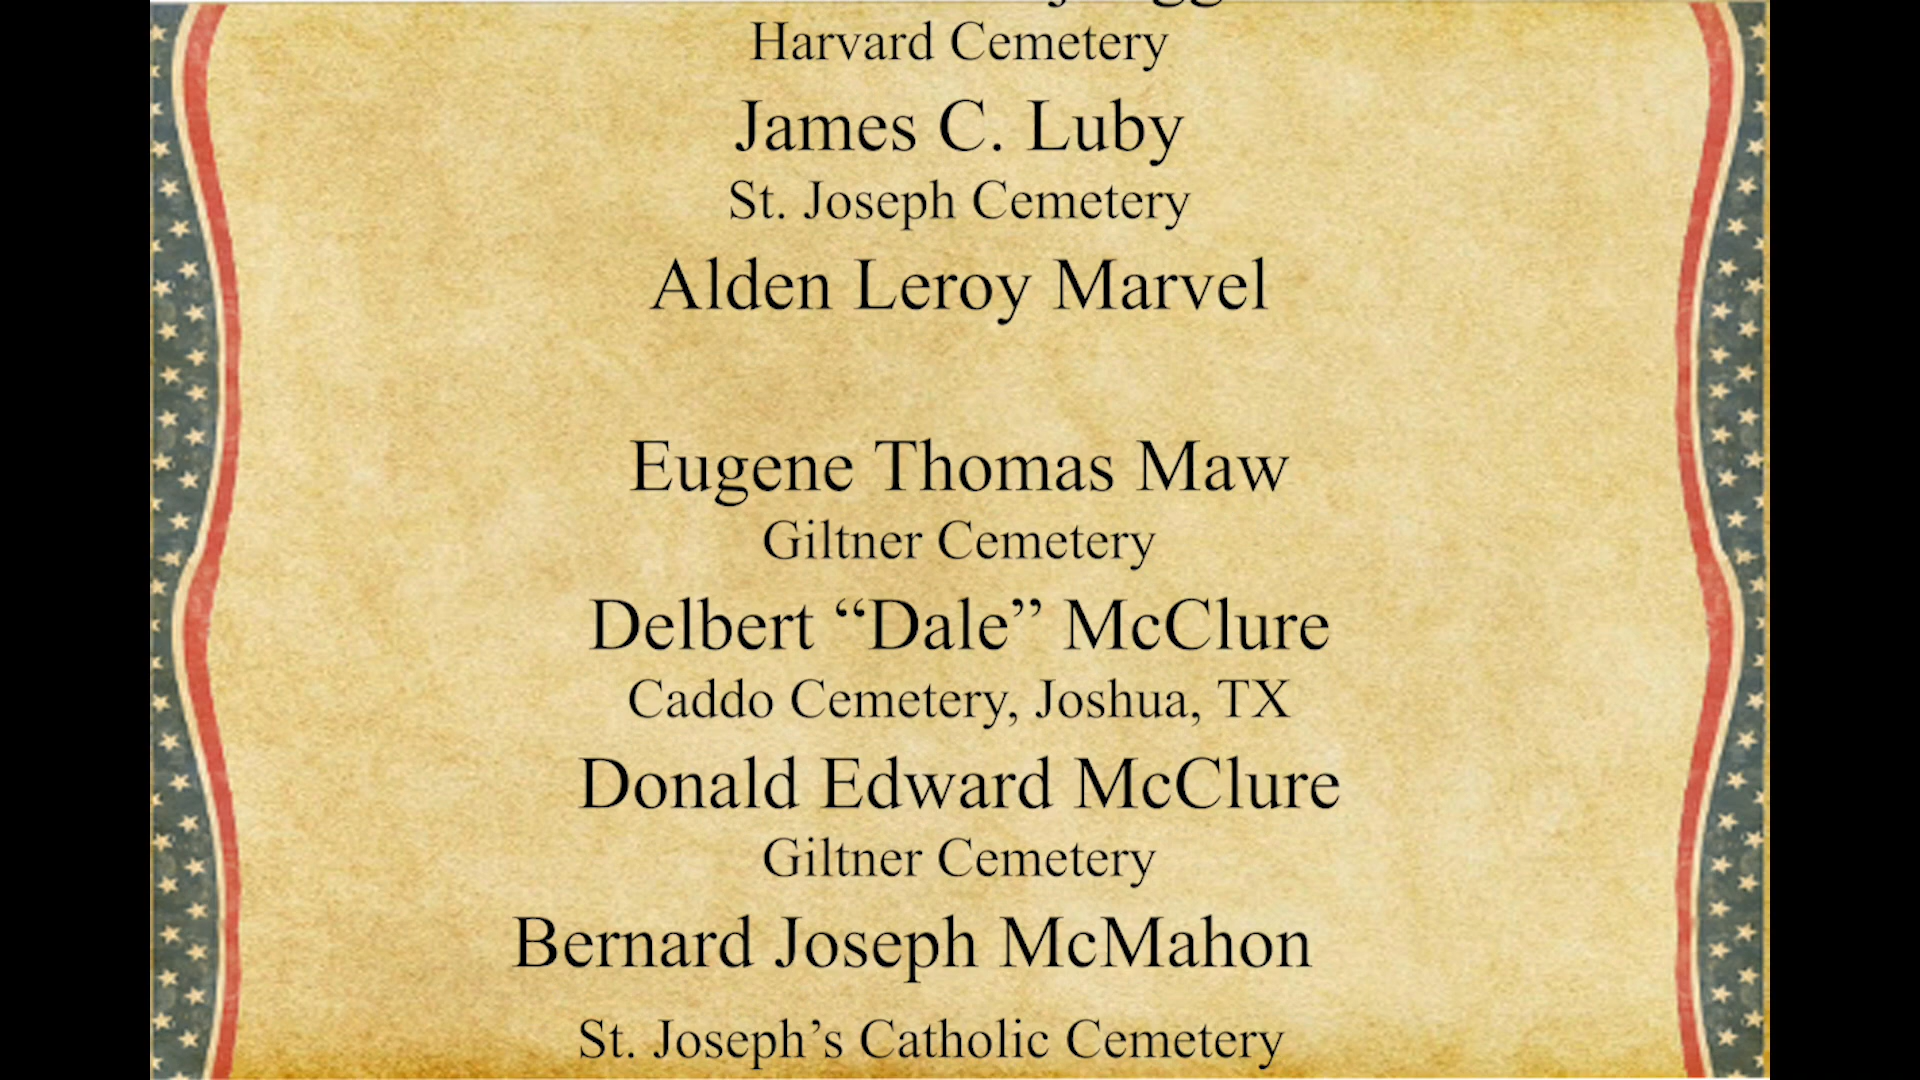 Harvard Cemetery
James C. Luby
St. Joseph Cemetery
Alden Leroy Marvel
Eugene Thomas Maw
Giltner Cemetery
Delbert “Dale” McClure
Caddo Cemetery, Joshua, TX
Donald Edward McClure
Giltner Cemetery
Bernard Joseph McMahon
St. Joseph’s Catholic Cemetery